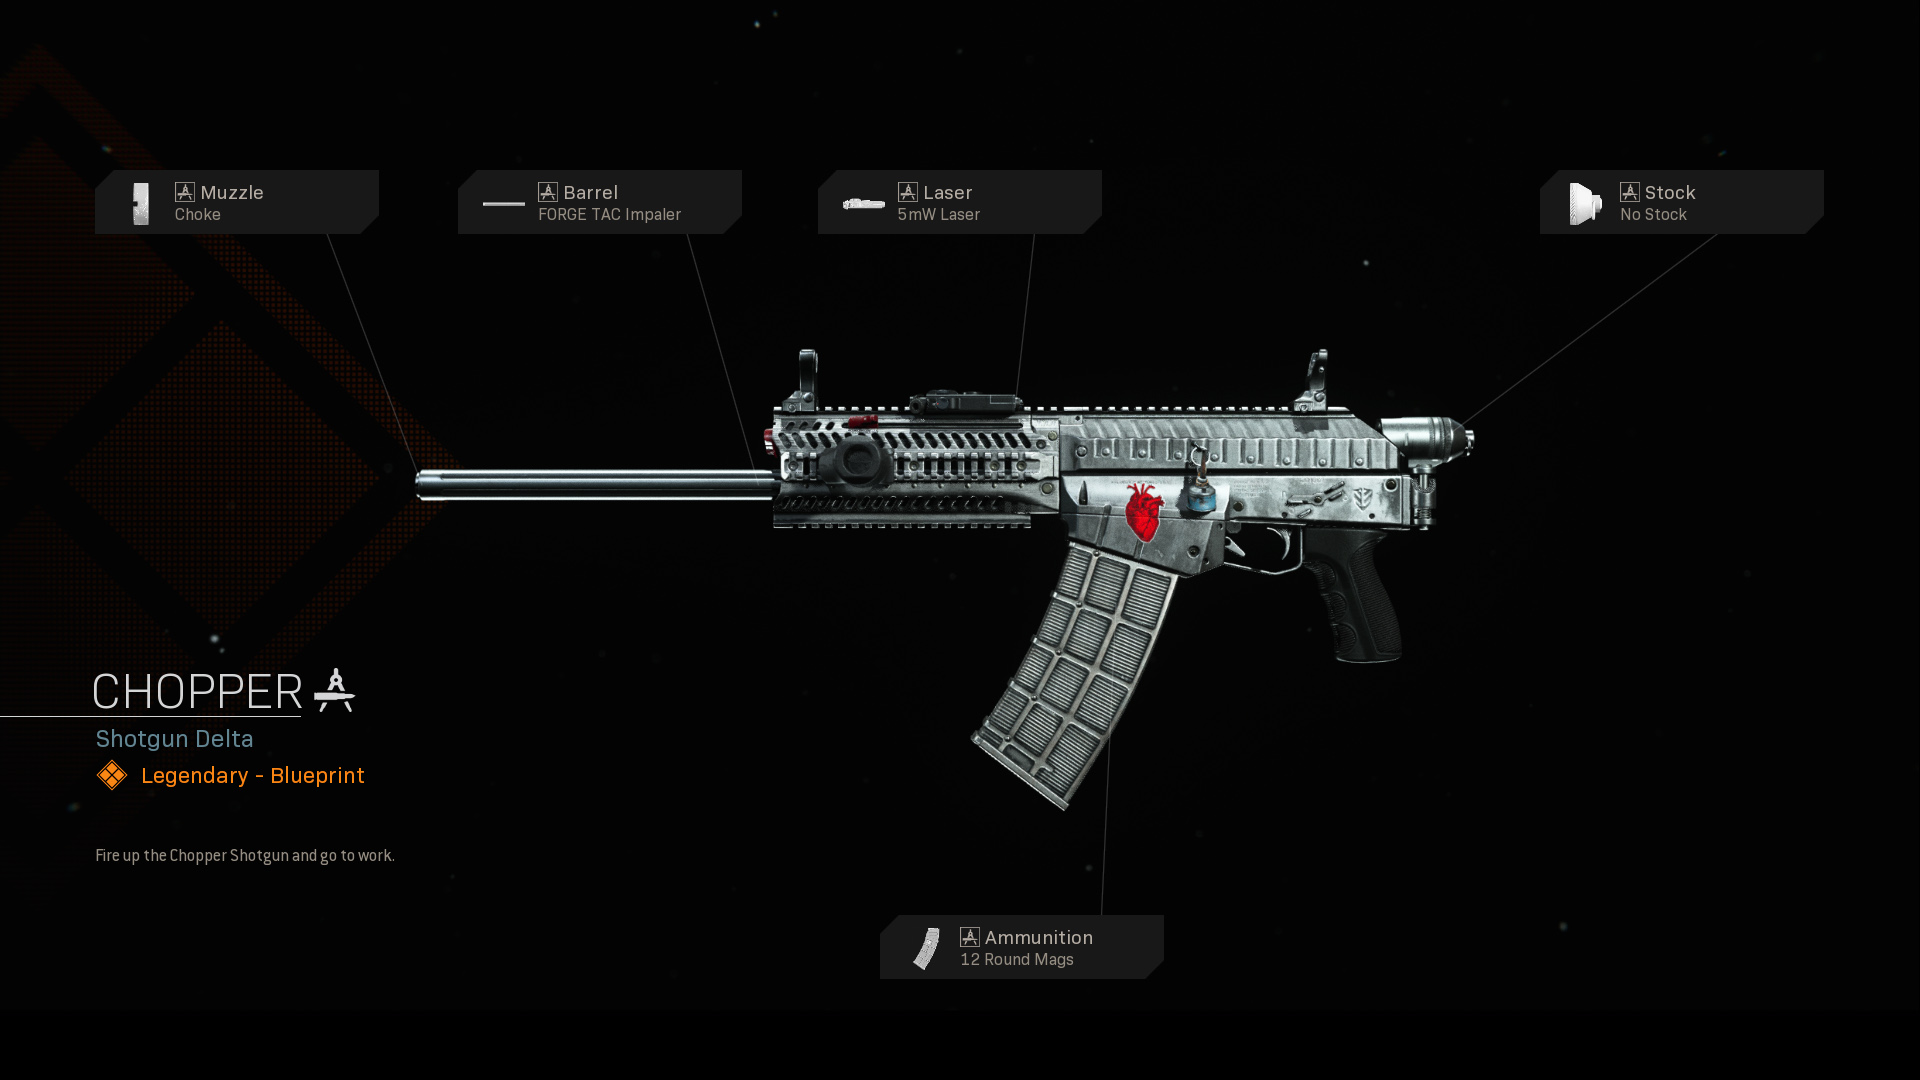 Muzzle
Choke
Barrel
FORGE TAC Impaler
Laser
5mW Laser
Stock
No Stock
CHOPPER
Shotgun Delta
Legendary - Blueprint
Fire up the Chopper Shotgun and go to work.
Ammunition
12 Round Mags